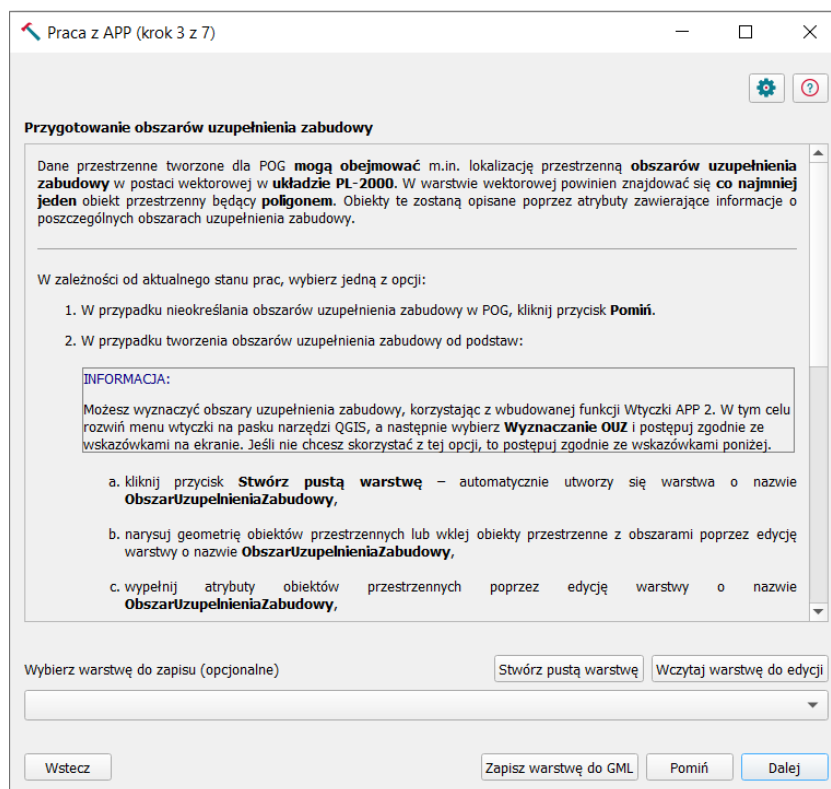 Praca z APP (krok 3 z 7)
Przygotowanie obszarów uzupełnienia zabudowy
Dane przestrzenne tworzone dla POG mogą obejmować m.in. lokalizację przestrzenną obszarów uzupełnienia
zabudowy w postaci wektorowej w układzie PL-2000. W warstwie wektorowej powinien znajdować się co najmniej
jeden obiekt przestrzenny będący poligonem. Obiekty te zostaną opisane poprzez atrybuty zawierające informacje o
poszczególnych obszarach uzupełnienia zabudowy.
W zależności od aktualnego stanu prac, wybierz jedną z opcji:
1. W przypadku nieokreślania obszarów uzupełnienia zabudowy w POG, kliknij przycisk Pomiń.
2. W przypadku tworzenia obszarów uzupełnienia zabudowy od podstaw:
INFORMACJA:
Możesz wyznaczyć obszary uzupełnienia zabudowy, korzystając z wbudowanej funkcji Wtyczki APP 2. W tym celu
rozwiń menu wtyczki na pasku narzędzi QGIS, a następnie wybierz Wyznaczanie OUZ i postępuj zgodnie ze
wskazówkami na ekranie. Jeśli nie chcesz skorzystać z tej opcji, to postępuj zgodnie ze wskazówkami poniżej.
a. kliknij przycisk Stwórz pustą warstwę – automatycznie utworzy się warstwa o nazwie
ObszarUzupelnieniaZabudowy,
b. narysuj geometrię obiektów przestrzennych lub wklej obiekty przestrzenne z obszarami poprzez edycję
warstwy o nazwie ObszarUzupelnieniaZabudowy,
c. wypełnij atrybuty obiektów przestrzennych poprzez edycję warstwy o nazwie
ObszarUzupelnieniaZabudowy,
Wybierz warstwę do zapisu (opcjonalne)
Stwórz pustą warstwę
Wczytaj warstwę do edycji
Wstecz
Zapisz warstwę do GML
Pomiń
Dalej